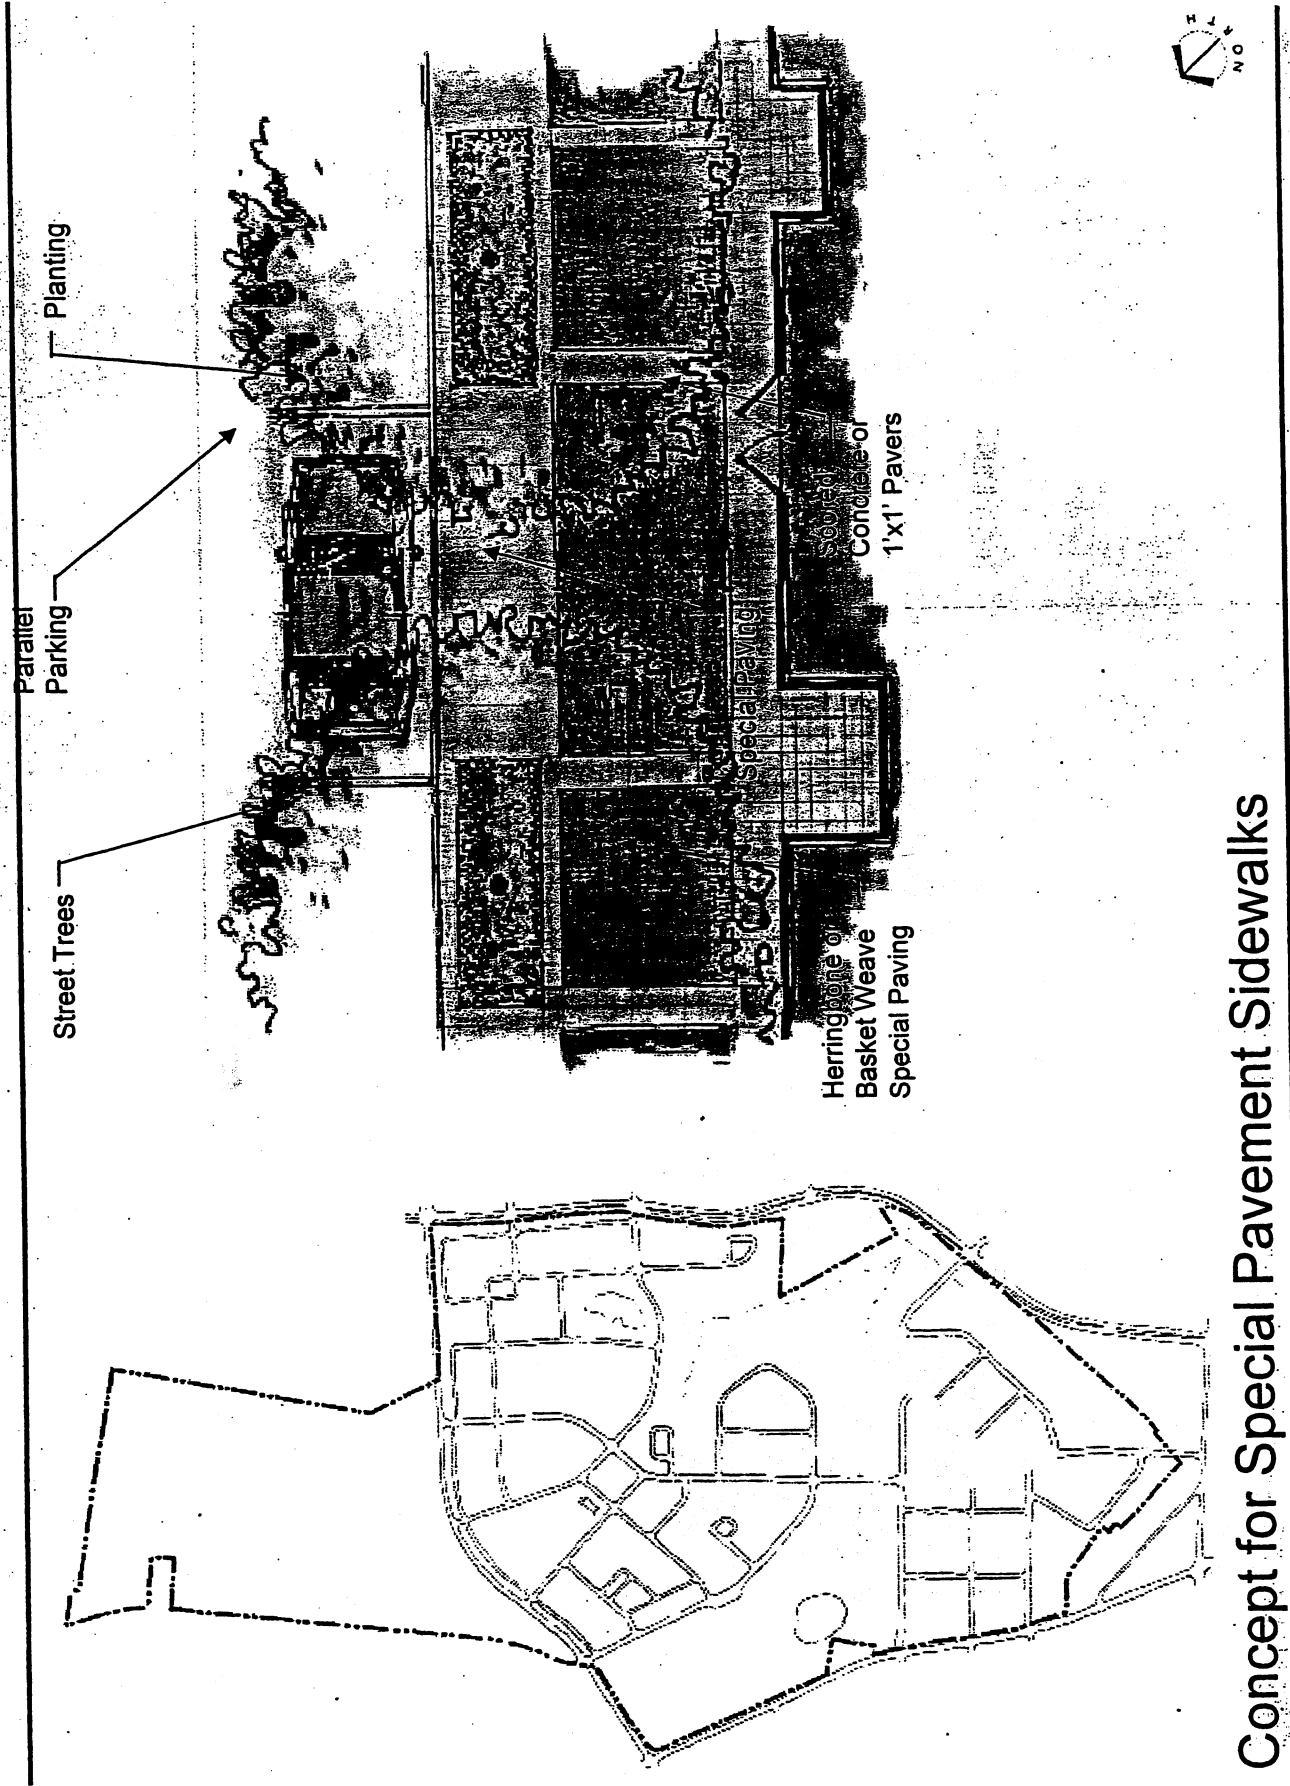 Street Trees
Parallel
Parking
Planting
Special Paving
Herringbone or
Basket Weave
Special Paving
Scored
Concrete or
1'x1' Pavers
Concept for Special Pavement Sidewalks
NORTH